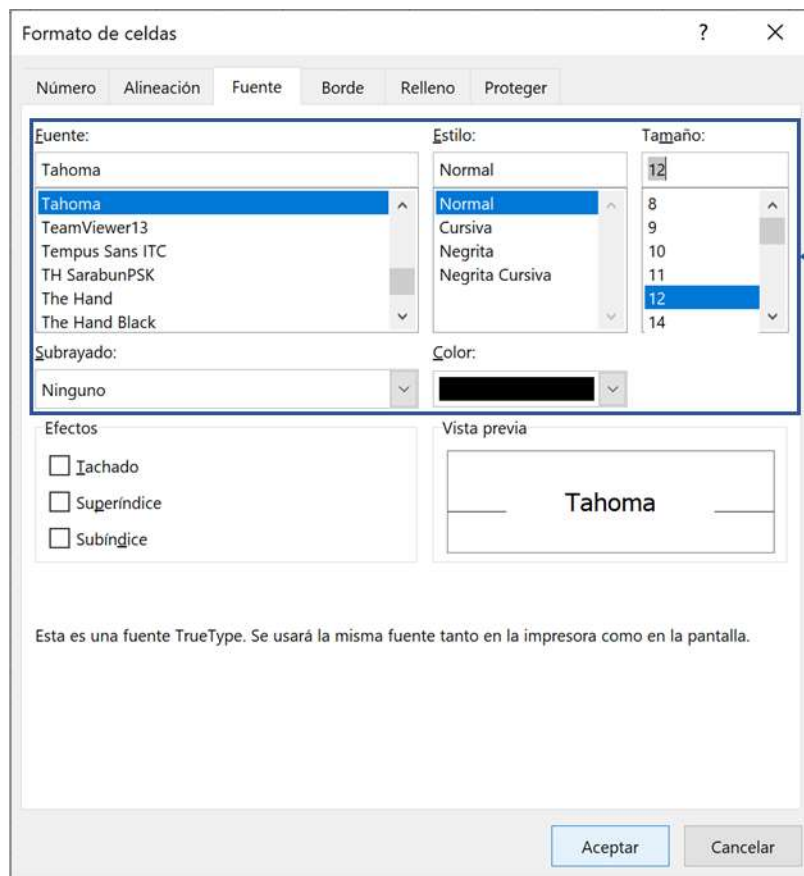 Formato de celdas ?
Número Alineación Fuente Borde Relleno Proteger
Fuente: Estilo: Tamaño:
Tahoma Normal 12
Tahoma Normal 8
TeamViewer13 Cursiva 9
Tempus Sans ITC Negrita 10
TH SarabunPSK Negrita Cursiva 11
The Hand 12
The Hand Black 14
Subrayado: Color:
Ninguno
Efectos Vista previa
Tachado
Superíndice
Subíndice
Tahoma
Esta es una fuente TrueType. Se usará la misma fuente tanto en la impresora como en la pantalla.
Aceptar Cancelar